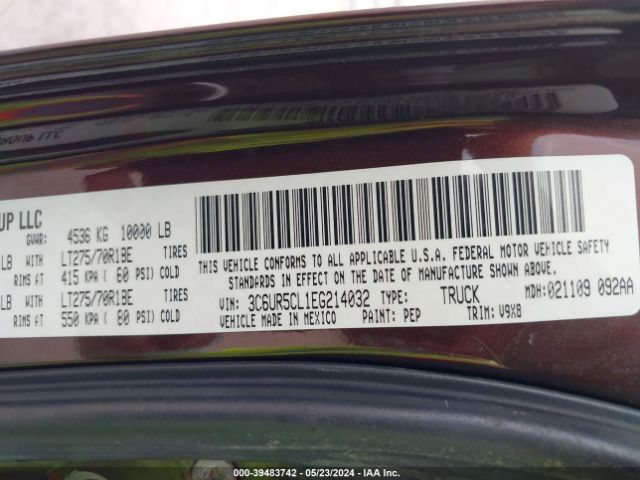 UP LLC
GVWR: 4536 KG 10000 LB
LB WITH LT275/70R18E TIRES
RIMS AT 415 KPA ( 60 PSI) COLD
LB WITH LT275/70R18E TIRES
RIMS AT 550 KPA ( 80 PSI) COLD
THIS VEHICLE CONFORMS TO ALL APPLICABLE U.S.A. FEDERAL MOTOR VEHICLE SAFETY
STANDARDS IN EFFECT ON THE DATE OF MANUFACTURE SHOWN ABOVE.
VIN: 3C6UR5CL1EG214032 TYPE: TRUCK MDH: 021109 092AA
MADE IN MEXICO PAINT: PEP TRIM: V9X8
000-39483742 - 05/23/2024 - IAA Inc.